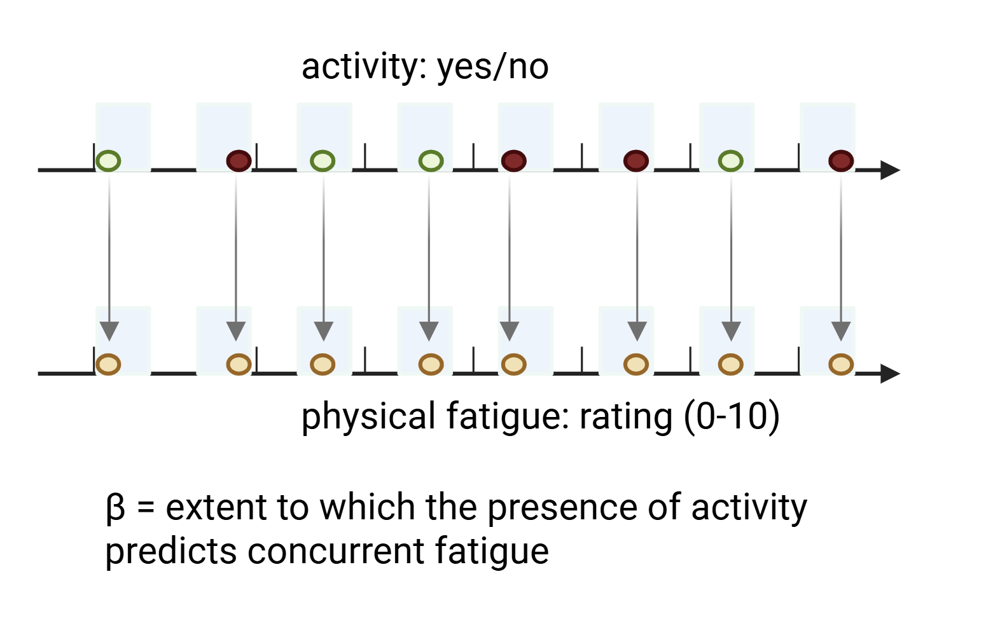 activity: yes/no
physical fatigue: rating (0-10)
β = extent to which the presence of activity
predicts concurrent fatigue